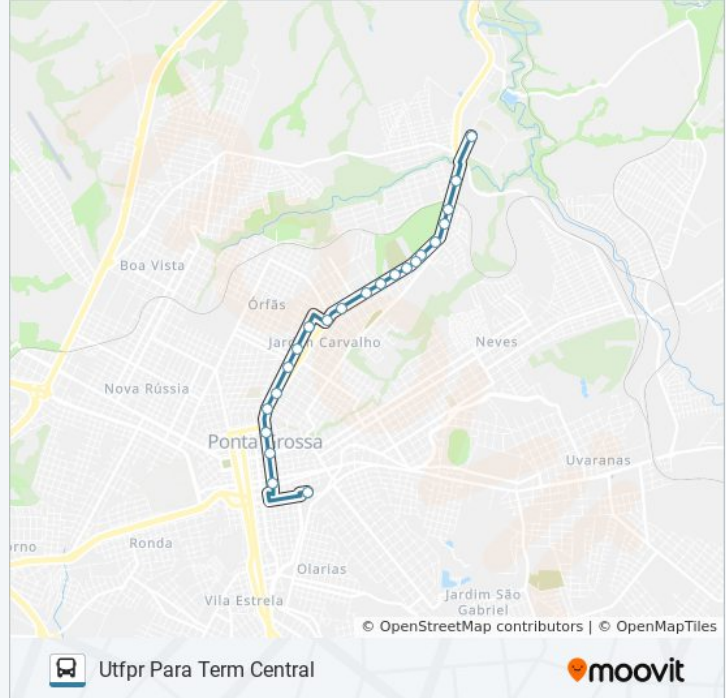 Boa Vista
Órfãs
Jardim Carvalho
Neves
Nova Rússia
Ponta Grossa
Uvaranas
orno
Ronda
Olarias
Vila Estrela
Jardim São
Gabriel
© OpenStreetMap contributors | © OpenMapTiles
Utfpr Para Term Central
moovit